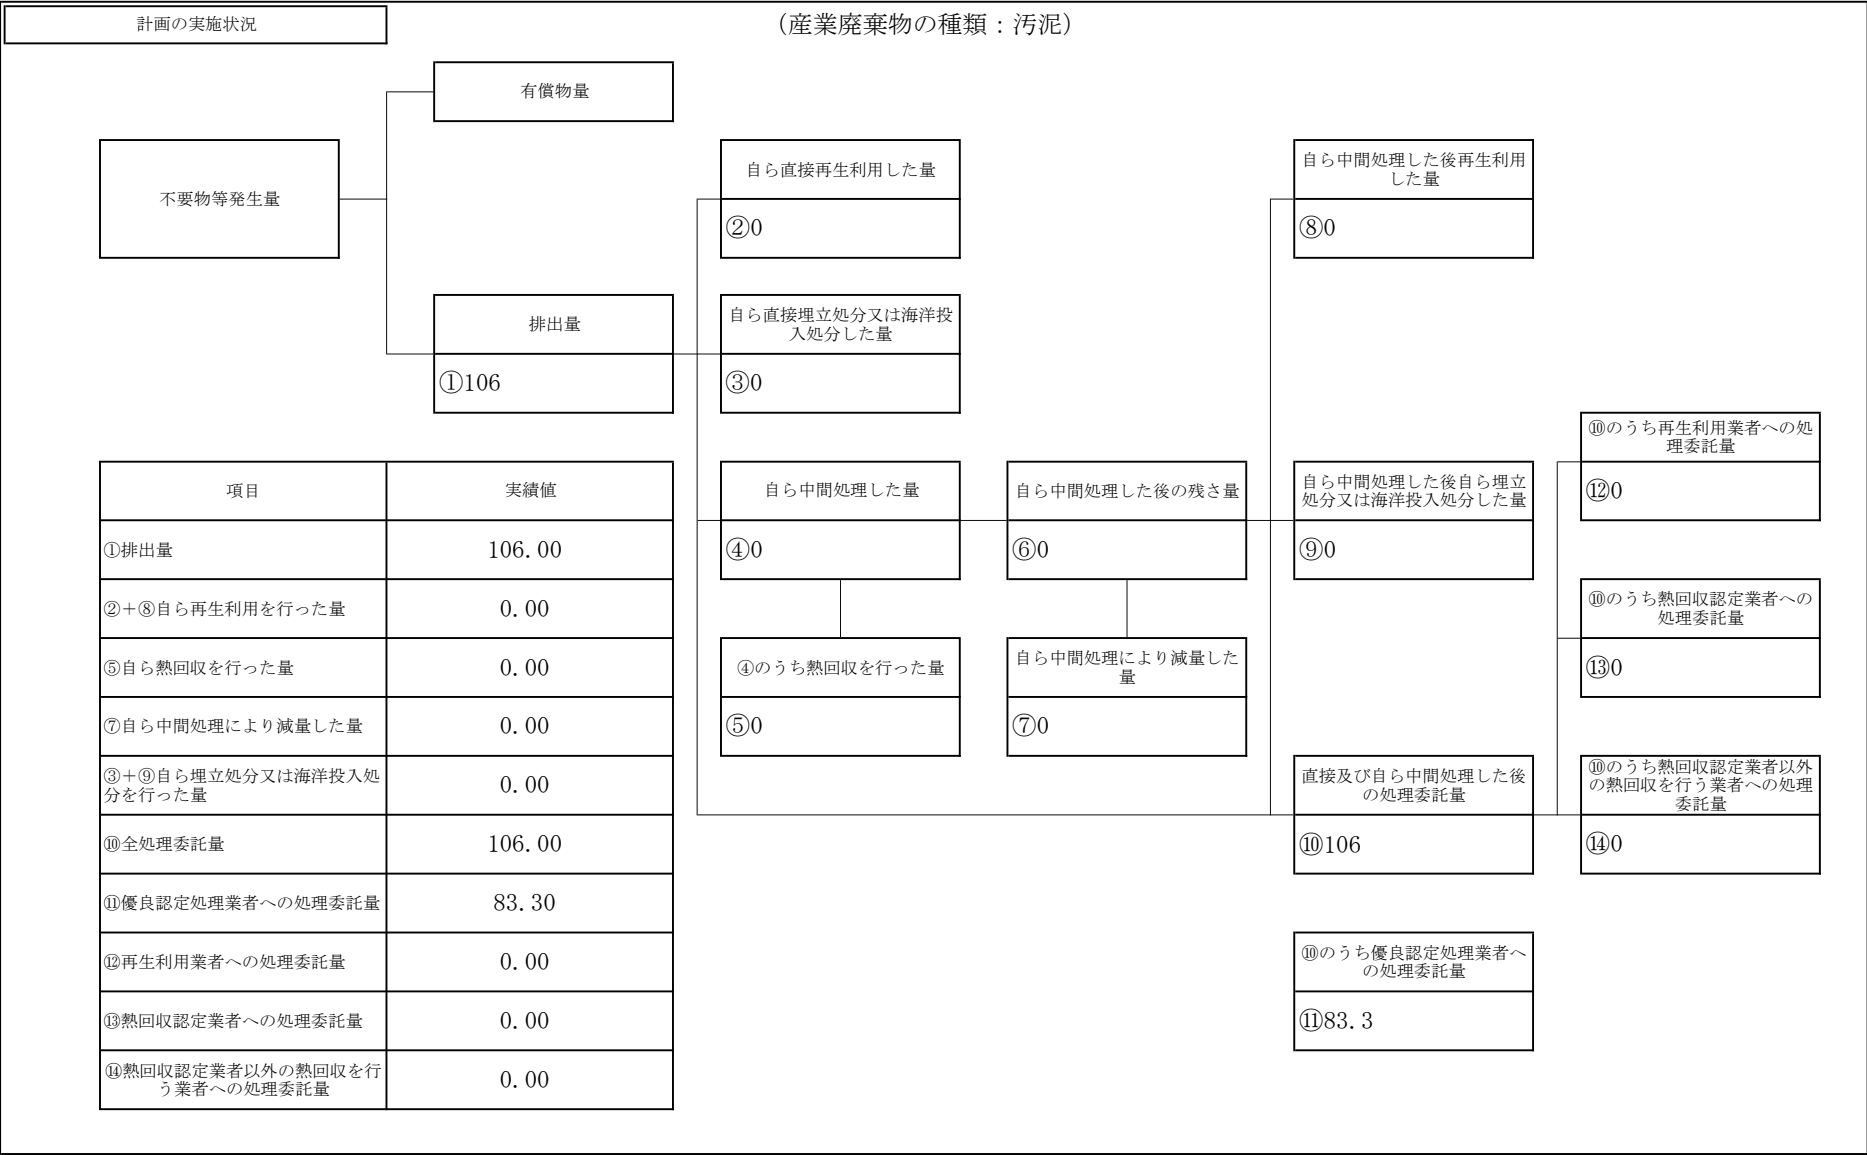 計画の実施状況
（産業廃棄物の種類：汚泥）
有償物量
不要物等発生量
自ら直接再生利用した量
②0
自ら中間処理した後再生利用
した量
⑧0
排出量
①106
自ら直接埋立処分又は海洋投
入処分した量
③0
⑩のうち再生利用業者への処
理委託量
⑫0
自ら中間処理した量
④0
自ら中間処理した後の残さ量
⑥0
自ら中間処理した後自ら埋立
処分又は海洋投入処分した量
⑨0
⑩のうち熱回収認定業者への
処理委託量
⑬0
④のうち熱回収を行った量
⑤0
自ら中間処理により減量した
量
⑦0
直接及び自ら中間処理した後
の処理委託量
⑩106
⑩のうち熱回収認定業者以外
の熱回収を行う業者への処理
委託量
⑭0
⑩のうち優良認定処理業者へ
の処理委託量
⑪83.3
項目 実績値
①排出量 106.00
②＋⑧自ら再生利用を行った量 0.00
⑤自ら熱回収を行った量 0.00
⑦自ら中間処理により減量した量 0.00
③＋⑨自ら埋立処分又は海洋投入処
分を行った量 0.00
⑩全処理委託量 106.00
⑪優良認定処理業者への処理委託量 83.30
⑫再生利用業者への処理委託量 0.00
⑬熱回収認定業者への処理委託量 0.00
⑭熱回収認定業者以外の熱回収を行
う業者への処理委託量 0.00